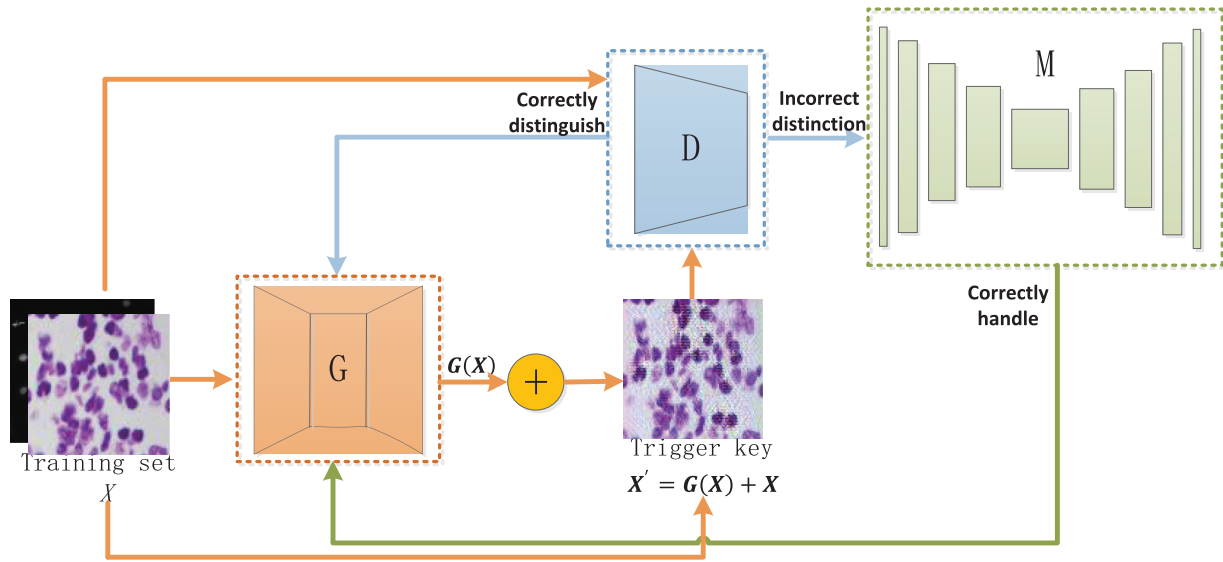 Correctly
distinguish
D
Incorrect
distinction
M
G
G(X)
+
Correctly
handle
Training set
X
Trigger key
X′ = G(X) + X